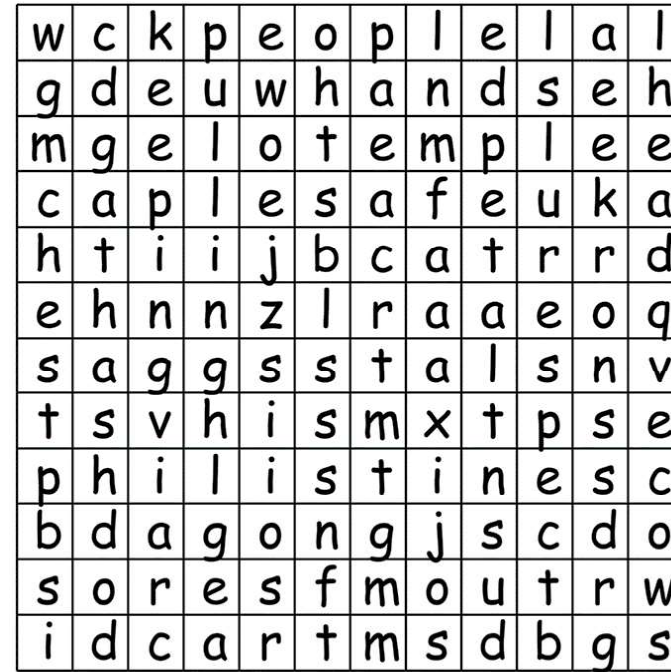 w c k p e o p l e l a l
g d e u w h a n d s e h
m g e l o t e m p l e e
c a p l e s a f e u k a
h t i i j b c a t r r d
e h n n z l r a a e o q
s a g g s s t a l s n v
t s v h i s m x t p s e
p h i l i s t i n e s c
b d a g o n g j s c d o
s o r e s f m o u t r w
i d c a r t m s d b g s